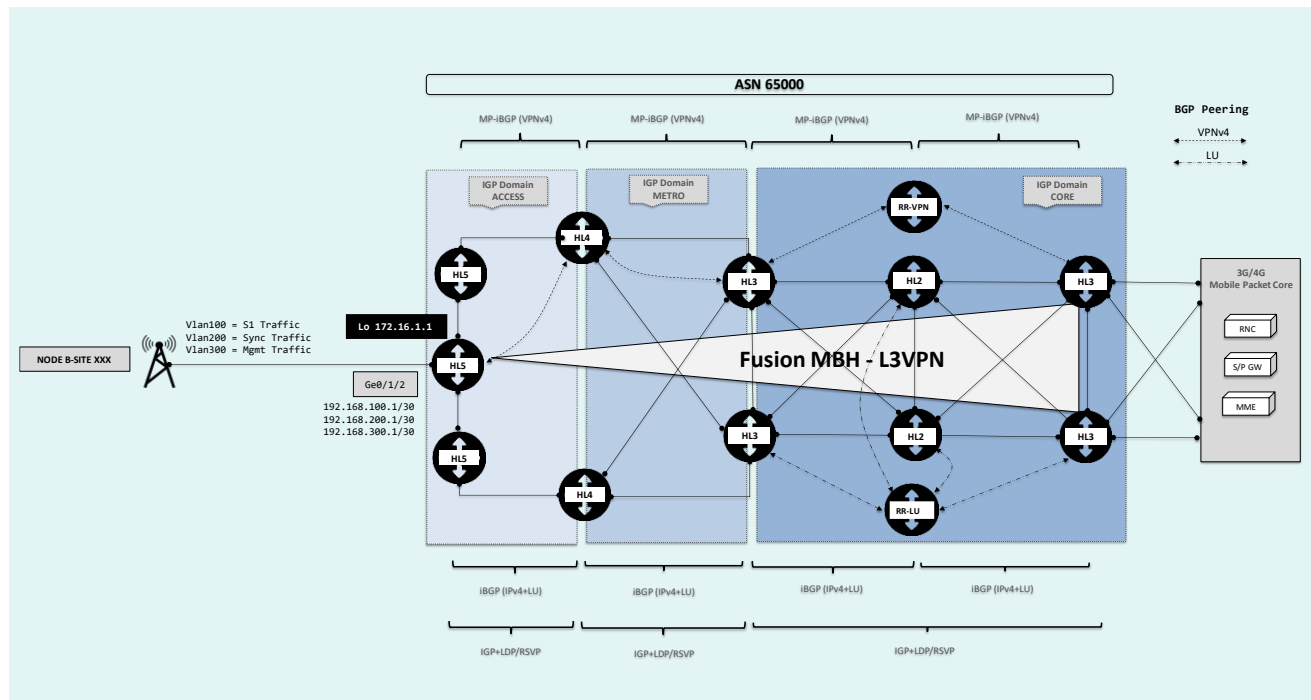 ASN 65000
MP-iBGP (VPNv4)
MP-iBGP (VPNv4)
MP-iBGP (VPNv4)
MP-iBGP (VPNv4)
BGP Peering
VPNv4
LU
IGP Domain
ACCESS
IGP Domain
METRO
IGP Domain
CORE
RR-VPN
HL4
HL5
HL3
HL2
HL3
3G/4G
Mobile Packet Core
RNC
S/P GW
MME
Vlan100 = S1 Traffic
Vlan200 = Sync Traffic
Vlan300 = Mgmt Traffic
Lo 172.16.1.1
NODE B-SITE XXX
HL5
Fusion MBH - L3VPN
Ge0/1/2
192.168.100.1/30
192.168.200.1/30
192.168.300.1/30
HL5
HL3
HL2
HL3
HL4
RR-LU
iBGP (IPv4+LU)
iBGP (IPv4+LU)
iBGP (IPv4+LU)
iBGP (IPv4+LU)
IGP+LDP/RSVP
IGP+LDP/RSVP
IGP+LDP/RSVP